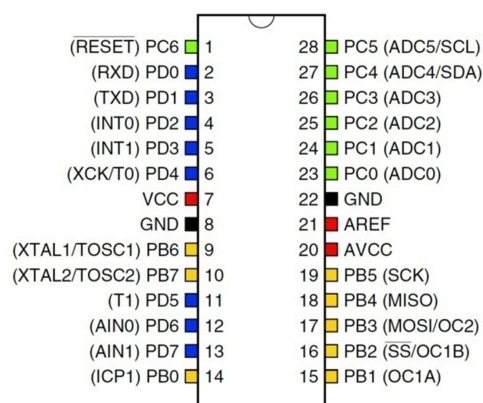 (RESET) PC6 1 28 PC5 (ADC5/SCL)
(RXD) PD0 2 27 PC4 (ADC4/SDA)
(TXD) PD1 3 26 PC3 (ADC3)
(INT0) PD2 4 25 PC2 (ADC2)
(INT1) PD3 5 24 PC1 (ADC1)
(XCK/T0) PD4 6 23 PC0 (ADC0)
VCC 7 22 GND
GND 8 21 AREF
(XTAL1/TOSC1) PB6 9 20 AVCC
(XTAL2/TOSC2) PB7 10 19 PB5 (SCK)
(T1) PD5 11 18 PB4 (MISO)
(AIN0) PD6 12 17 PB3 (MOSI/OC2)
(AIN1) PD7 13 16 PB2 (SS/OC1B)
(ICP1) PB0 14 15 PB1 (OC1A)